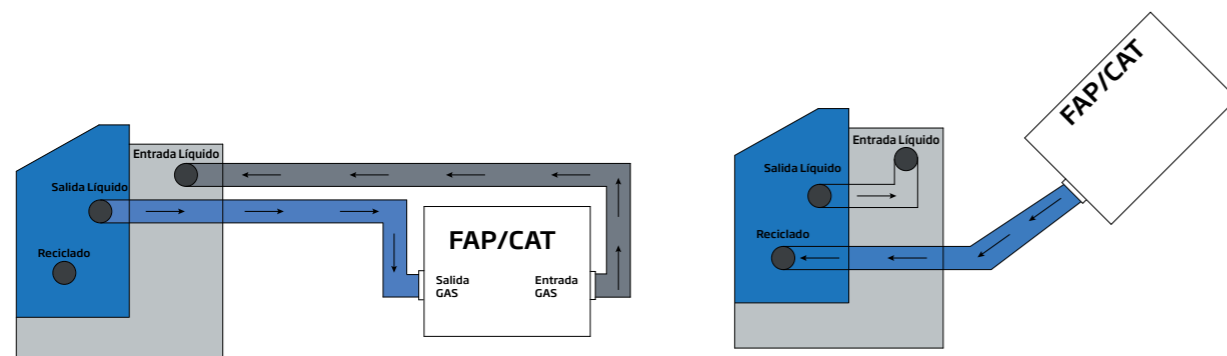 Entrada Líquido
Salida Líquido
Reciclado
FAP/CAT
Salida
GAS
Entrada
GAS
FAP/CAT
Entrada Líquido
Salida Líquido
Reciclado